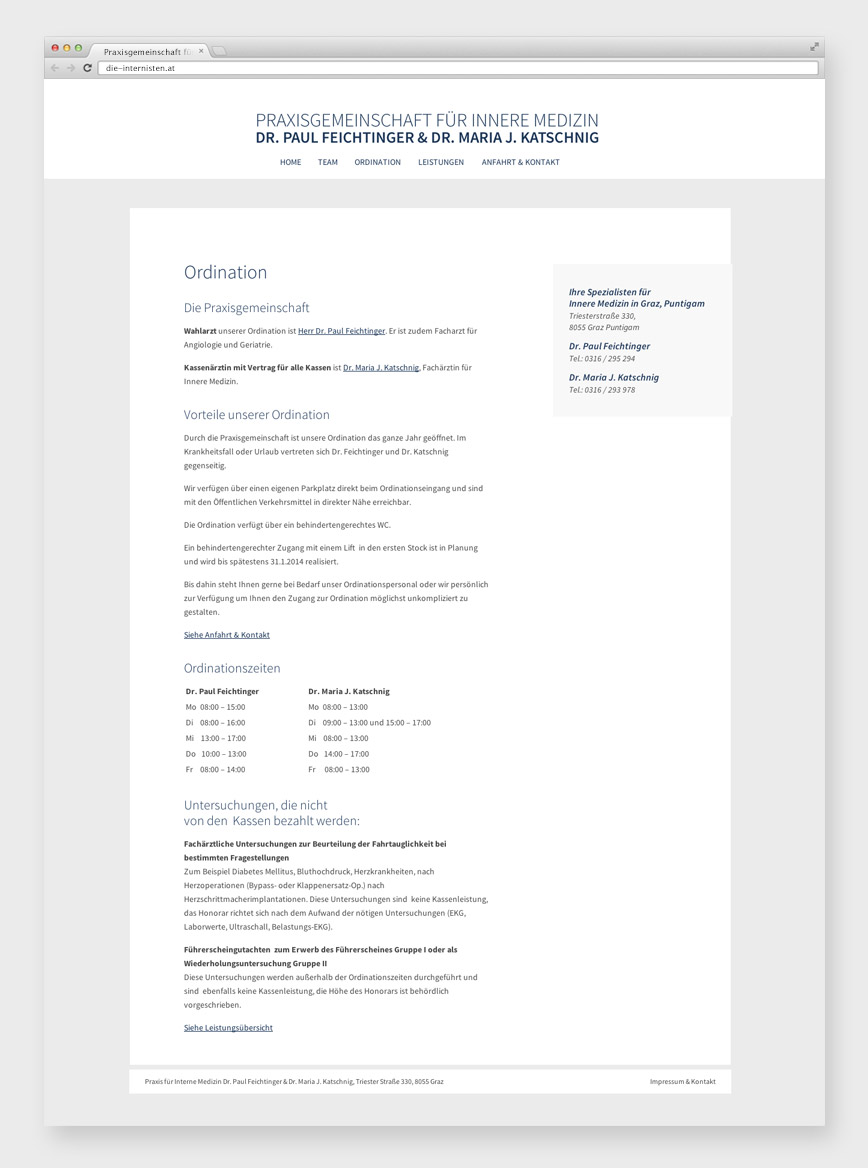 Praxisgemeinschaft fü
die-internisten.at
PRAXISGEMEINSCHAFT FÜR INNERE MEDIZIN
DR. PAUL FEICHTINGER & DR. MARIA J. KATSCHNIG
HOME TEAM ORDINATION LEISTUNGEN ANFAHRT & KONTAKT
Ordination
Die Praxisgemeinschaft
Wahlarzt unserer Ordination ist Herr Dr. Paul Feichtinger. Er ist zudem Facharzt für
Angiologie und Geriatrie.
Kassenärztin mit Vertrag für alle Kassen ist Dr. Maria J. Katschnig, Fachärztin für
Innere Medizin.
Vorteile unserer Ordination
Durch die Praxisgemeinschaft ist unsere Ordination das ganze Jahr geöffnet. Im
Krankheitsfall oder Urlaub vertreten sich Dr. Feichtinger und Dr. Katschnig
gegenseitig.
Wir verfügen über einen eigenen Parkplatz direkt beim Ordinationseingang und sind
mit den Öffentlichen Verkehrsmittel in direkter Nähe erreichbar.
Die Ordination verfügt über ein behindertengerechtes WC.
Ein behindertengerechter Zugang mit einem Lift in den ersten Stock ist in Planung
und wird bis spätestens 31.1.2014 realisiert.
Bis dahin steht Ihnen gerne bei Bedarf unser Ordinationspersonal oder wir persönlich
zur Verfügung um Ihnen den Zugang zur Ordination möglichst unkompliziert zu
gestalten.
Siehe Anfahrt & Kontakt
Ordinationszeiten
Dr. Paul Feichtinger Dr. Maria J. Katschnig
Mo 08:00 – 15:00 Mo 08:00 – 13:00
Di 08:00 – 16:00 Di 09:00 – 13:00 und 15:00 – 17:00
Mi 13:00 – 17:00 Mi 08:00 – 13:00
Do 10:00 – 13:00 Do 14:00 – 17:00
Fr 08:00 – 14:00 Fr 08:00 – 13:00
Untersuchungen, die nicht
von den Kassen bezahlt werden:
Fachärztliche Untersuchungen zur Beurteilung der Fahrtauglichkeit bei
bestimmten Fragestellungen
Zum Beispiel Diabetes Mellitus, Bluthochdruck, Herzkrankheiten, nach
Herzoperationen (Bypass- oder Klappenersatz-Op.) nach
Herzschrittmacherimplantationen. Diese Untersuchungen sind keine Kassenleistung,
das Honorar richtet sich nach dem Aufwand der nötigen Untersuchungen (EKG,
Laborwerte, Ultraschall, Belastungs-EKG).
Führerscheingutachten zum Erwerb des Führerscheines Gruppe I oder als
Wiederholungsuntersuchung Gruppe II
Diese Untersuchungen werden außerhalb der Ordinationszeiten durchgeführt und
sind ebenfalls keine Kassenleistung, die Höhe des Honorars ist behördlich
vorgeschrieben.
Siehe Leistungsübersicht
Ihre Spezialisten für
Innere Medizin in Graz, Puntigam
Triesterstraße 330,
8055 Graz Puntigam
Dr. Paul Feichtinger
Tel.: 0316 / 295 294
Dr. Maria J. Katschnig
Tel.: 0316 / 293 978
Praxis für Interne Medizin Dr. Paul Feichtinger & Dr. Maria J. Katschnig, Triester Straße 330, 8055 Graz
Impressum & Kontakt